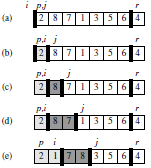 i p,j r
(a) 2 8 7 1 3 5 6 4
p,i j r
(b) 2 8 7 1 3 5 6 4
p,i j r
(c) 2 8 7 1 3 5 6 4
p,i j r
(d) 2 8 7 1 3 5 6 4
p i j r
(e) 2 1 7 8 3 5 6 4